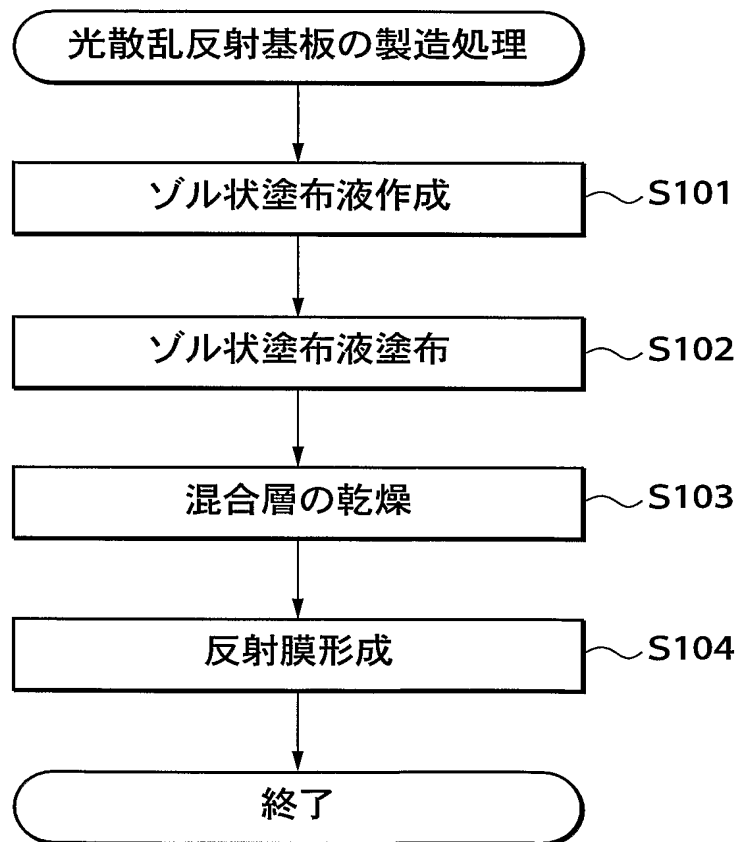 光散乱反射基板の製造処理
ゾル状塗布液作成
S101
ゾル状塗布液塗布
S102
混合層の乾燥
S103
反射膜形成
S104
終了